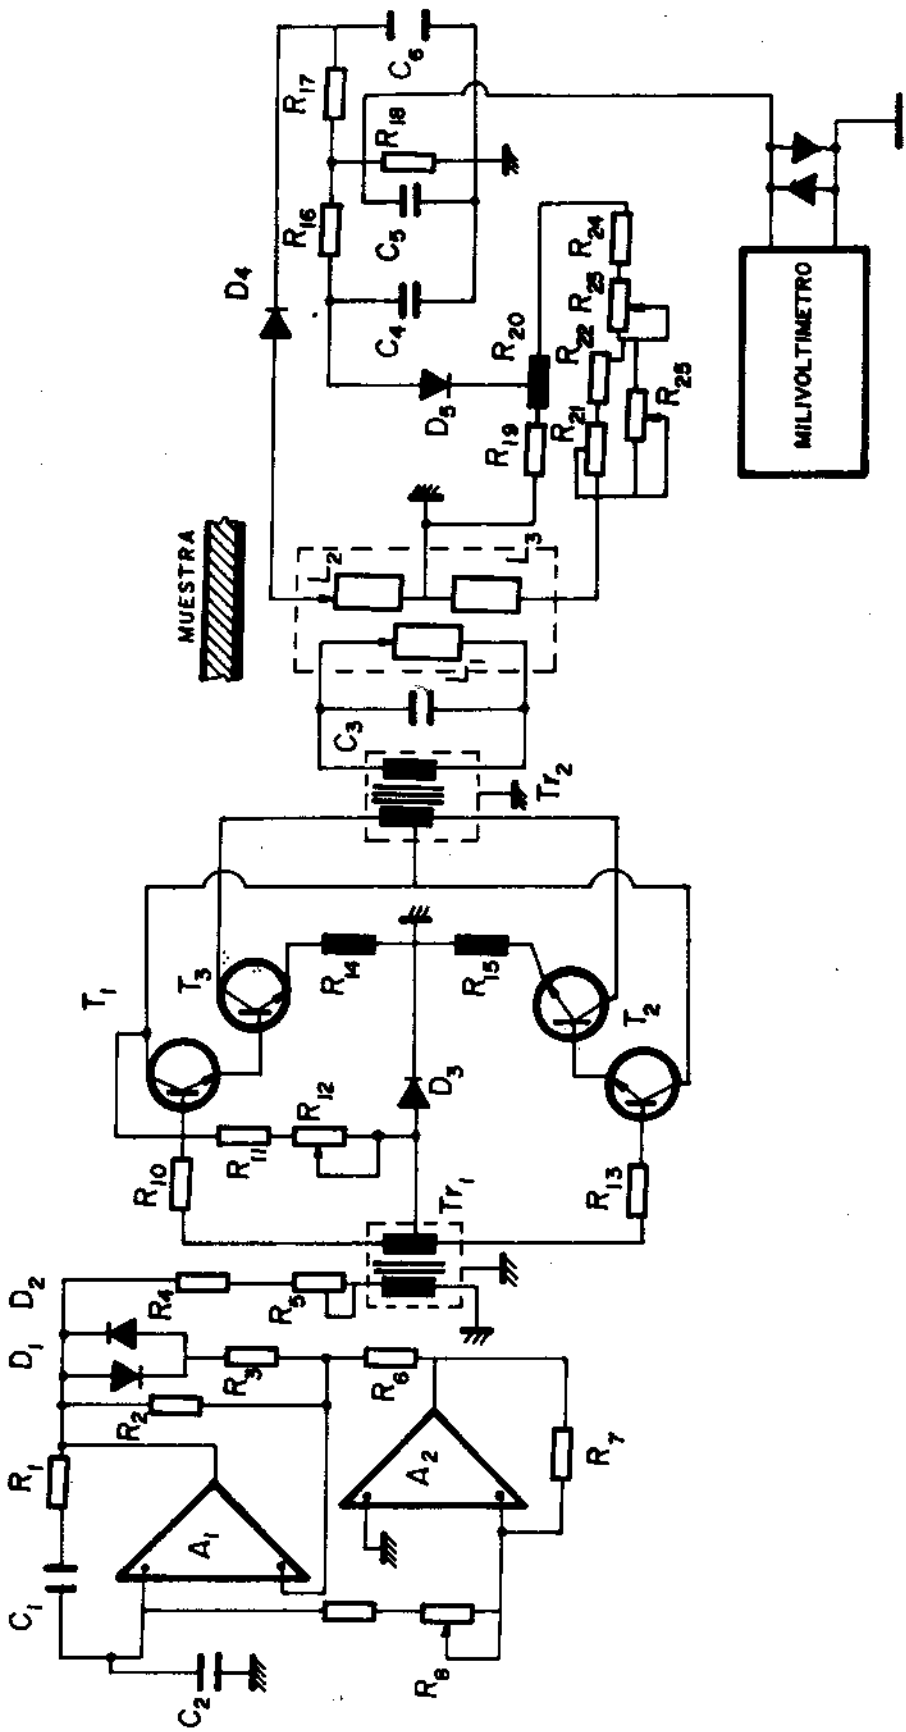 C1
R1
D1
D2
C2
A1
R2
R3
R4
R5
R8
A2
R6
R7
Tr1
R10
R11
R12
R13
D3
T1
T3
T2
R14
R15
Tr2
C3
L1
L2
L3
MUESTRA
D4
D5
R16
R17
R18
C4
C5
C6
R19
R20
R21
R22
R23
R24
R25
MILIVOLTIMETRO